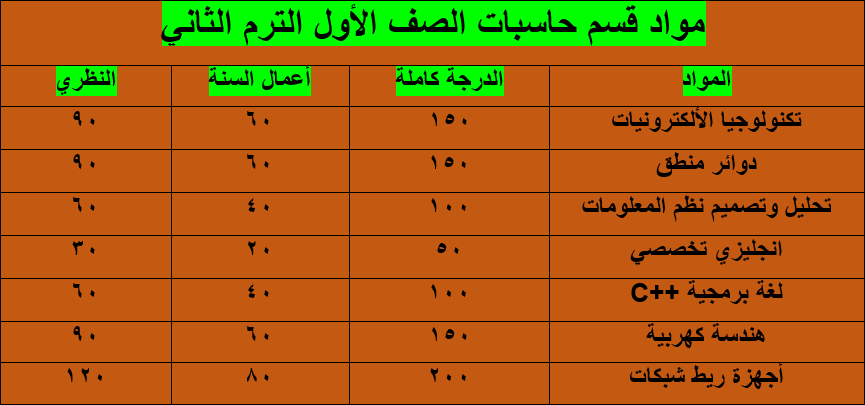 مواد قسم حاسبات الصف الأول الترم الثاني
المواد الدرجة كاملة أعمال السنة النظري
تكنولوجيا الألكترونيات ١٥٠ ٦٠ ٩٠
دوائر منطق ١٥٠ ٦٠ ٩٠
تحليل وتصميم نظم المعلومات ١٠٠ ٤٠ ٦٠
انجليزي تخصصي ٥٠ ٢٠ ٣٠
لغة برمجية C++ ١٠٠ ٤٠ ٦٠
هندسة كهربية ١٥٠ ٦٠ ٩٠
أجهزة ربط شبكات ٢٠٠ ٨٠ ١٢٠